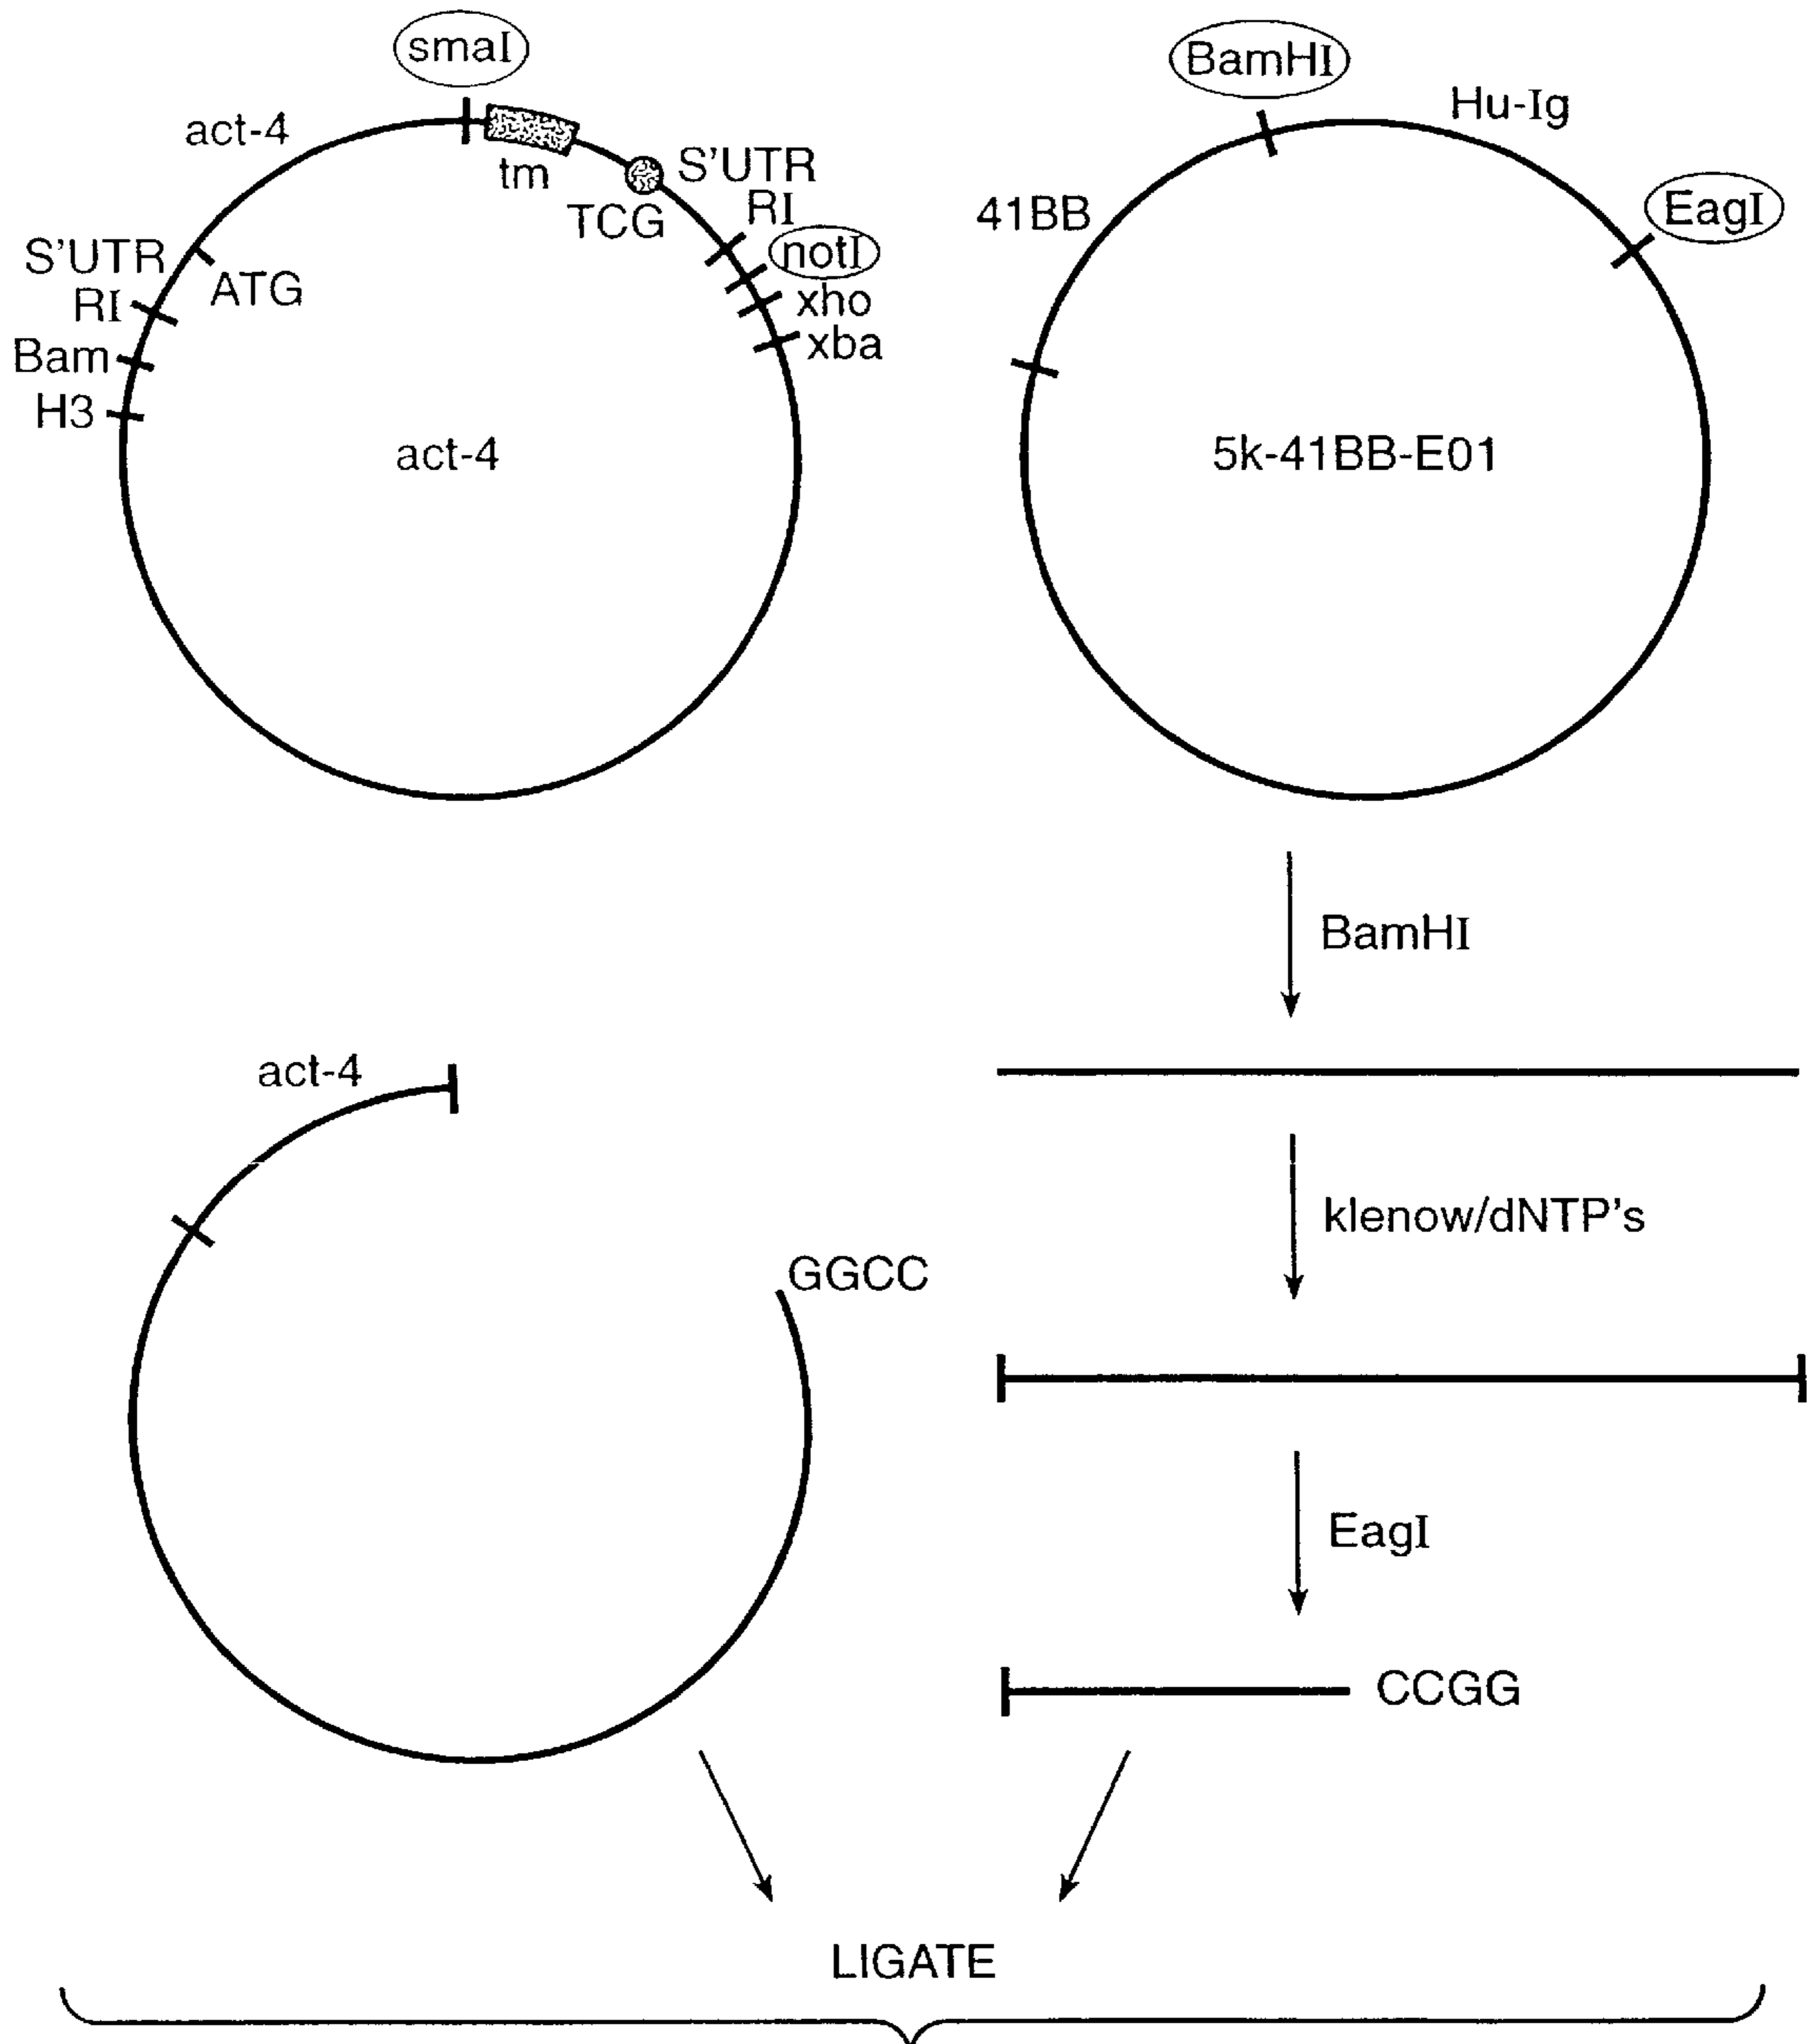 smaI
act-4
tm
S'UTR
TCG
RI
notI
xho
xba
S'UTR
ATG
RI
Bam
H3
act-4
BamHI
Hu-Ig
41BB
EagI
5k-41BB-E01
BamHI
act-4
klenow/dNTP's
GGCC
EagI
CCGG
LIGATE